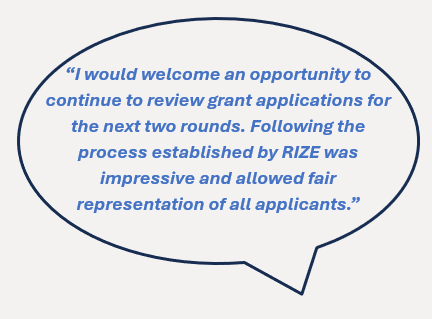 “I would welcome an opportunity to
continue to review grant applications for
the next two rounds. Following the
process established by RIZE was
impressive and allowed fair
representation of all applicants.”